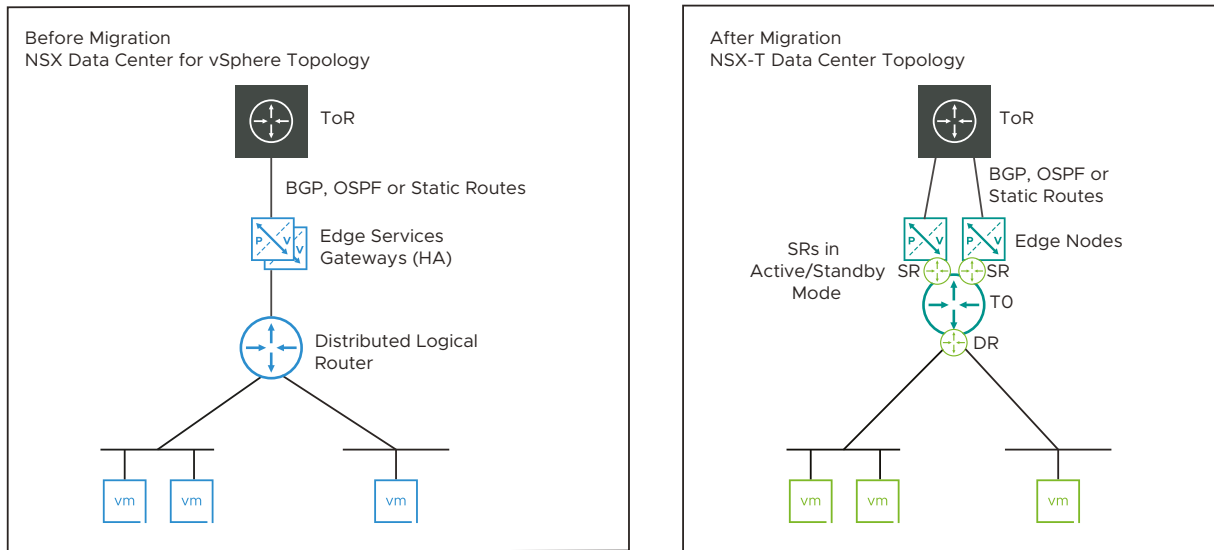 Before Migration
NSX Data Center for vSphere Topology
ToR
BGP, OSPF or Static Routes
P
V
V
Edge Services
Gateways (HA)
Distributed Logical
Router
vm
vm
vm
After Migration
NSX-T Data Center Topology
ToR
BGP, OSPF or
Static Routes
P
V
P
V
Edge Nodes
SRs in
Active/Standby
Mode
SR
SR
T0
DR
vm
vm
vm